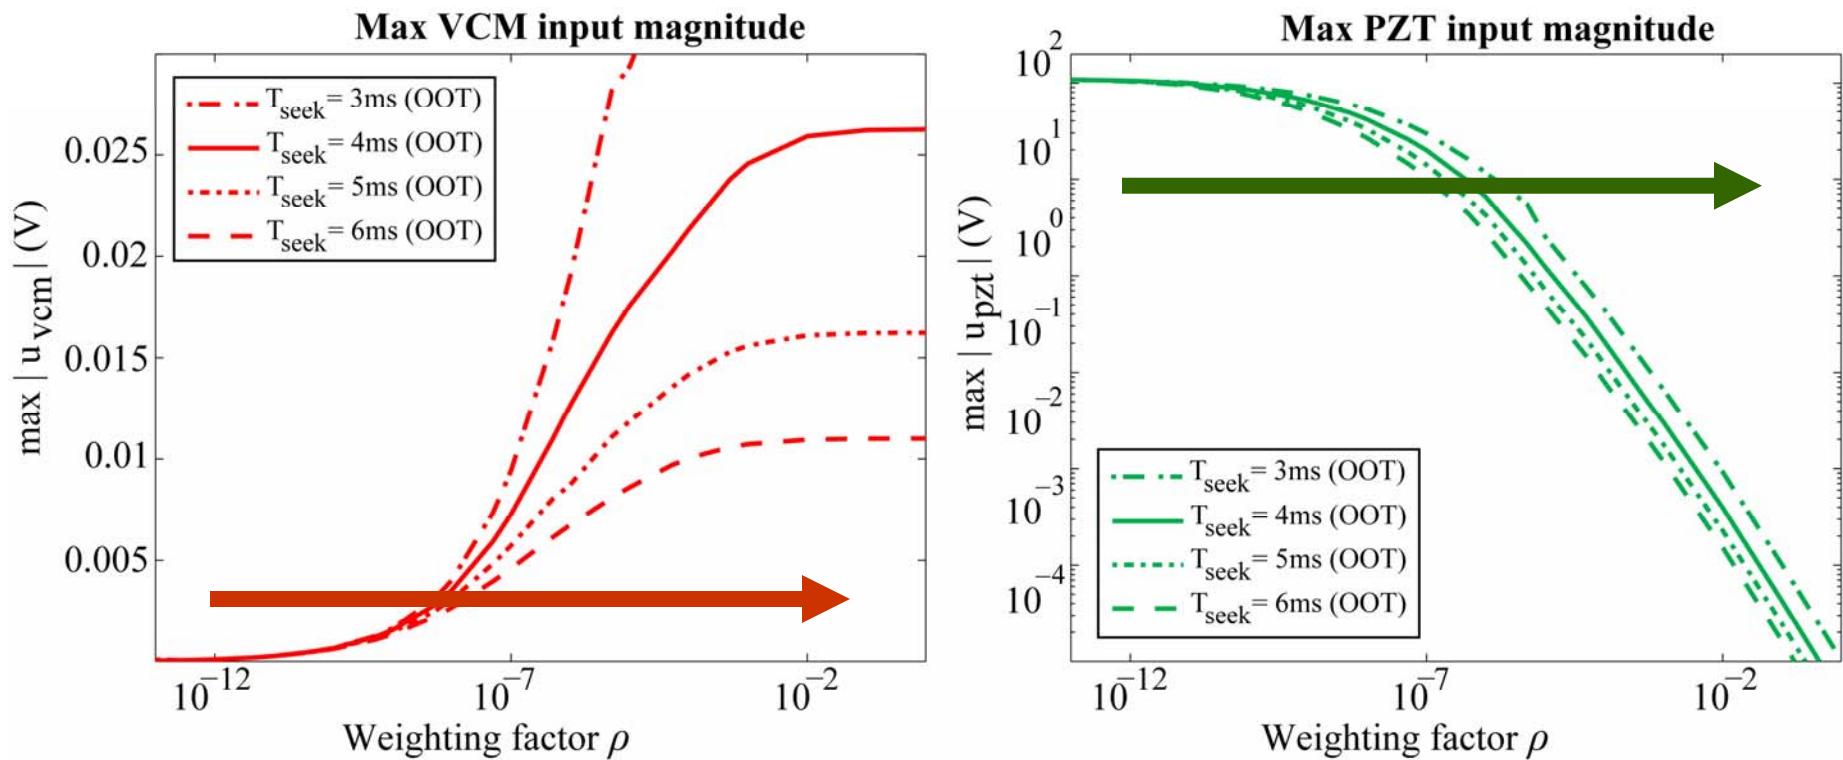 Max VCM input magnitude
T_seek= 3ms (OOT)
T_seek= 4ms (OOT)
T_seek= 5ms (OOT)
T_seek= 6ms (OOT)
0.025
0.02
0.015
0.01
0.005
max | u_vcm | (V)
10^−12
10^−7
10^−2
Weighting factor ρ
Max PZT input magnitude
10^2
10^1
10^0
10^−1
10^−2
10^−3
10^−4
max | u_pzt | (V)
T_seek= 3ms (OOT)
T_seek= 4ms (OOT)
T_seek= 5ms (OOT)
T_seek= 6ms (OOT)
10^−12
10^−7
10^−2
Weighting factor ρ